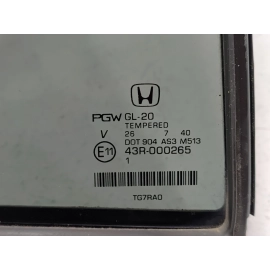 PGW GL-20
TEMPERED
V 26 7 40
DOT 904 AS3 M513
E11 43R-000265
1
TG7RA0